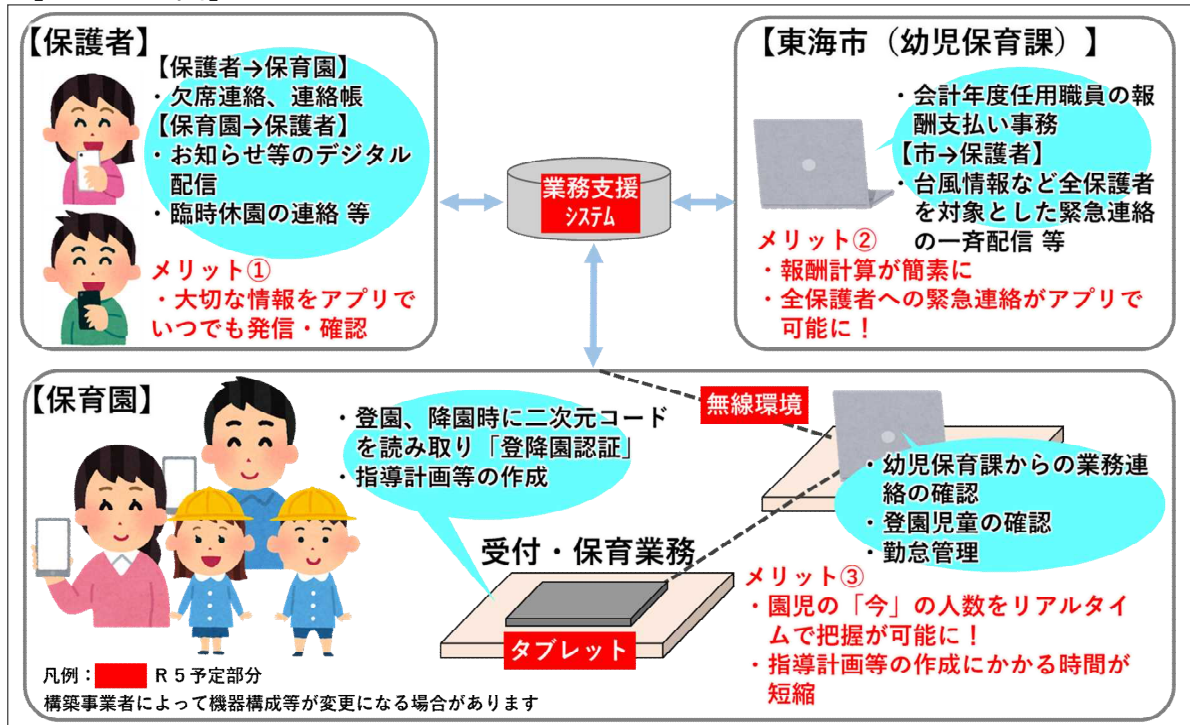 【保護者】
【保護者→保育園】
・欠席連絡、連絡帳
【保育園→保護者】
・お知らせ等のデジタル
配信
・臨時休園の連絡 等
メリット①
・大切な情報をアプリで
いつでも発信・確認
業務支援
システム
【東海市（幼児保育課）】
・会計年度任用職員の報
酬支払い事務
【市→保護者】
・台風情報など全保護者
を対象とした緊急連絡
の一斉配信 等
メリット②
・報酬計算が簡素に
・全保護者への緊急連絡がアプリで
可能に！
【保育園】
・登園、降園時に二次元コード
を読み取り「登降園認証」
・指導計画等の作成
無線環境
・幼児保育課からの業務連
絡の確認
・登園児童の確認
・勤怠管理
受付・保育業務
タブレット
メリット③
・園児の「今」の人数をリアルタイ
ムで把握が可能に！
・指導計画等の作成にかかる時間が
短縮
凡例： Ｒ５予定部分
構築事業者によって機器構成等が変更になる場合があります